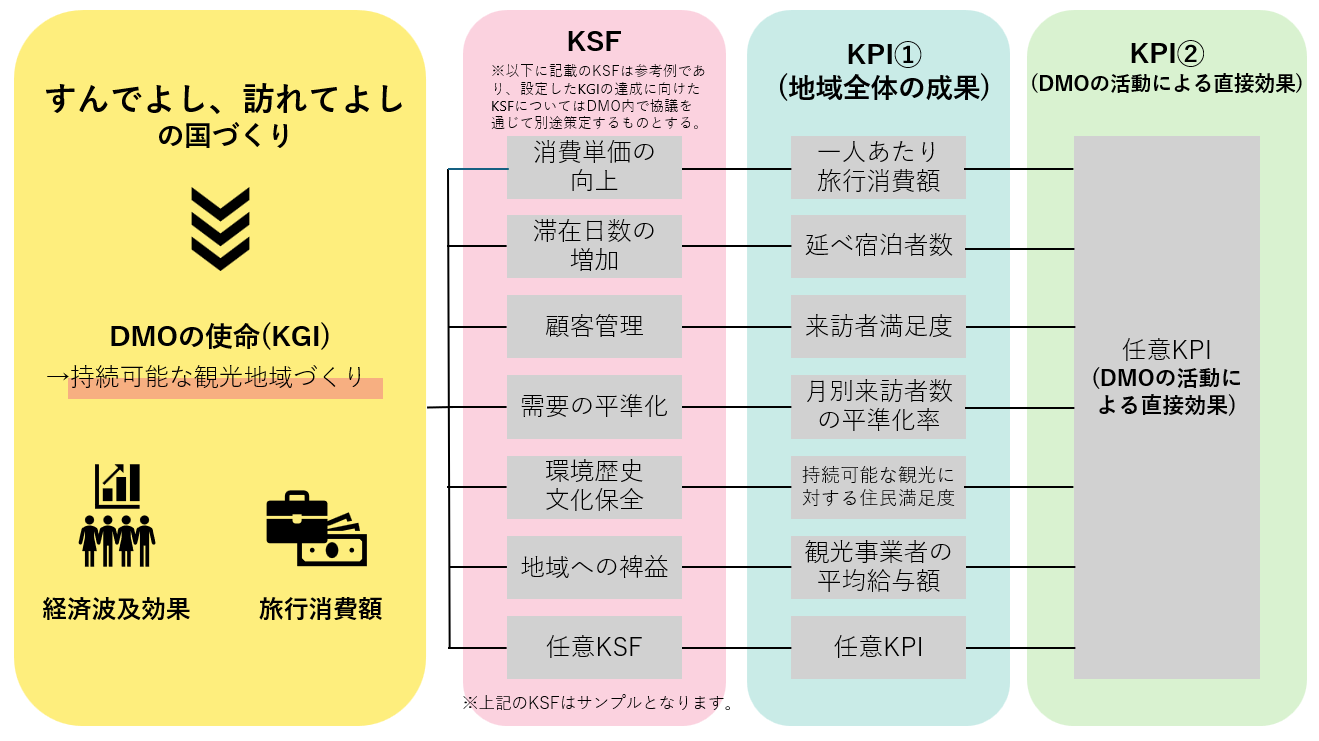 すんでよし、訪れてよし
の国づくり
DMOの使命(KGI)
→持続可能な観光地域づくり
経済波及効果
旅行消費額
KSF
※以下に記載のKSFは参考例であ
り、設定したKGIの達成に向けた
KSFについてはDMO内で協議を
通じて別途策定するものとする。
消費単価の
向上
滞在日数の
増加
顧客管理
需要の平準化
環境歴史
文化保全
地域への裨益
任意KSF
※上記のKSFはサンプルとなります。
KPI①
(地域全体の成果)
一人あたり
旅行消費額
延べ宿泊者数
来訪者満足度
月別来訪者数
の平準化率
持続可能な観光に
対する住民満足度
観光事業者の
平均給与額
任意KPI
KPI②
(DMOの活動による直接効果)
任意KPI
(DMOの活動に
よる直接効果)